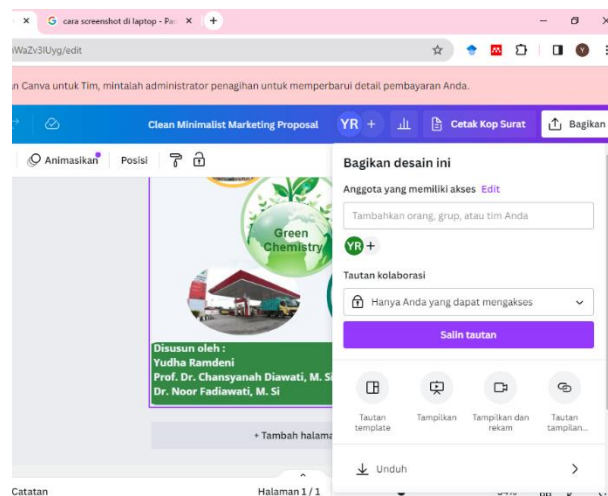 cara screenshot di laptop - Pa
WaZv3lUyg/edit
n Canva untuk Tim, mintalah administrator penagihan untuk memperbarui detail pembayaran Anda.
Clean Minimalist Marketing Proposal
YR +
Cetak Kop Surat
Bagikan
Animasikan
Posisi
Bagikan desain ini
Anggota yang memiliki akses Edit
Tambahkan orang, grup, atau tim Anda
YR +
Tautan kolaborasi
Hanya Anda yang dapat mengakses
Salin tautan
Green
Chemistry
Disusun oleh :
Yudha Ramdeni
Prof. Dr. Chansyanah Diawati, M. Si
Dr. Noor Fadiawati, M. Si
Tautan
template
Tampilkan
Tampilkan dan
rekam
Tautan
tampilan...
+ Tambah halama
Unduh
Catatan
Halaman 1 / 1